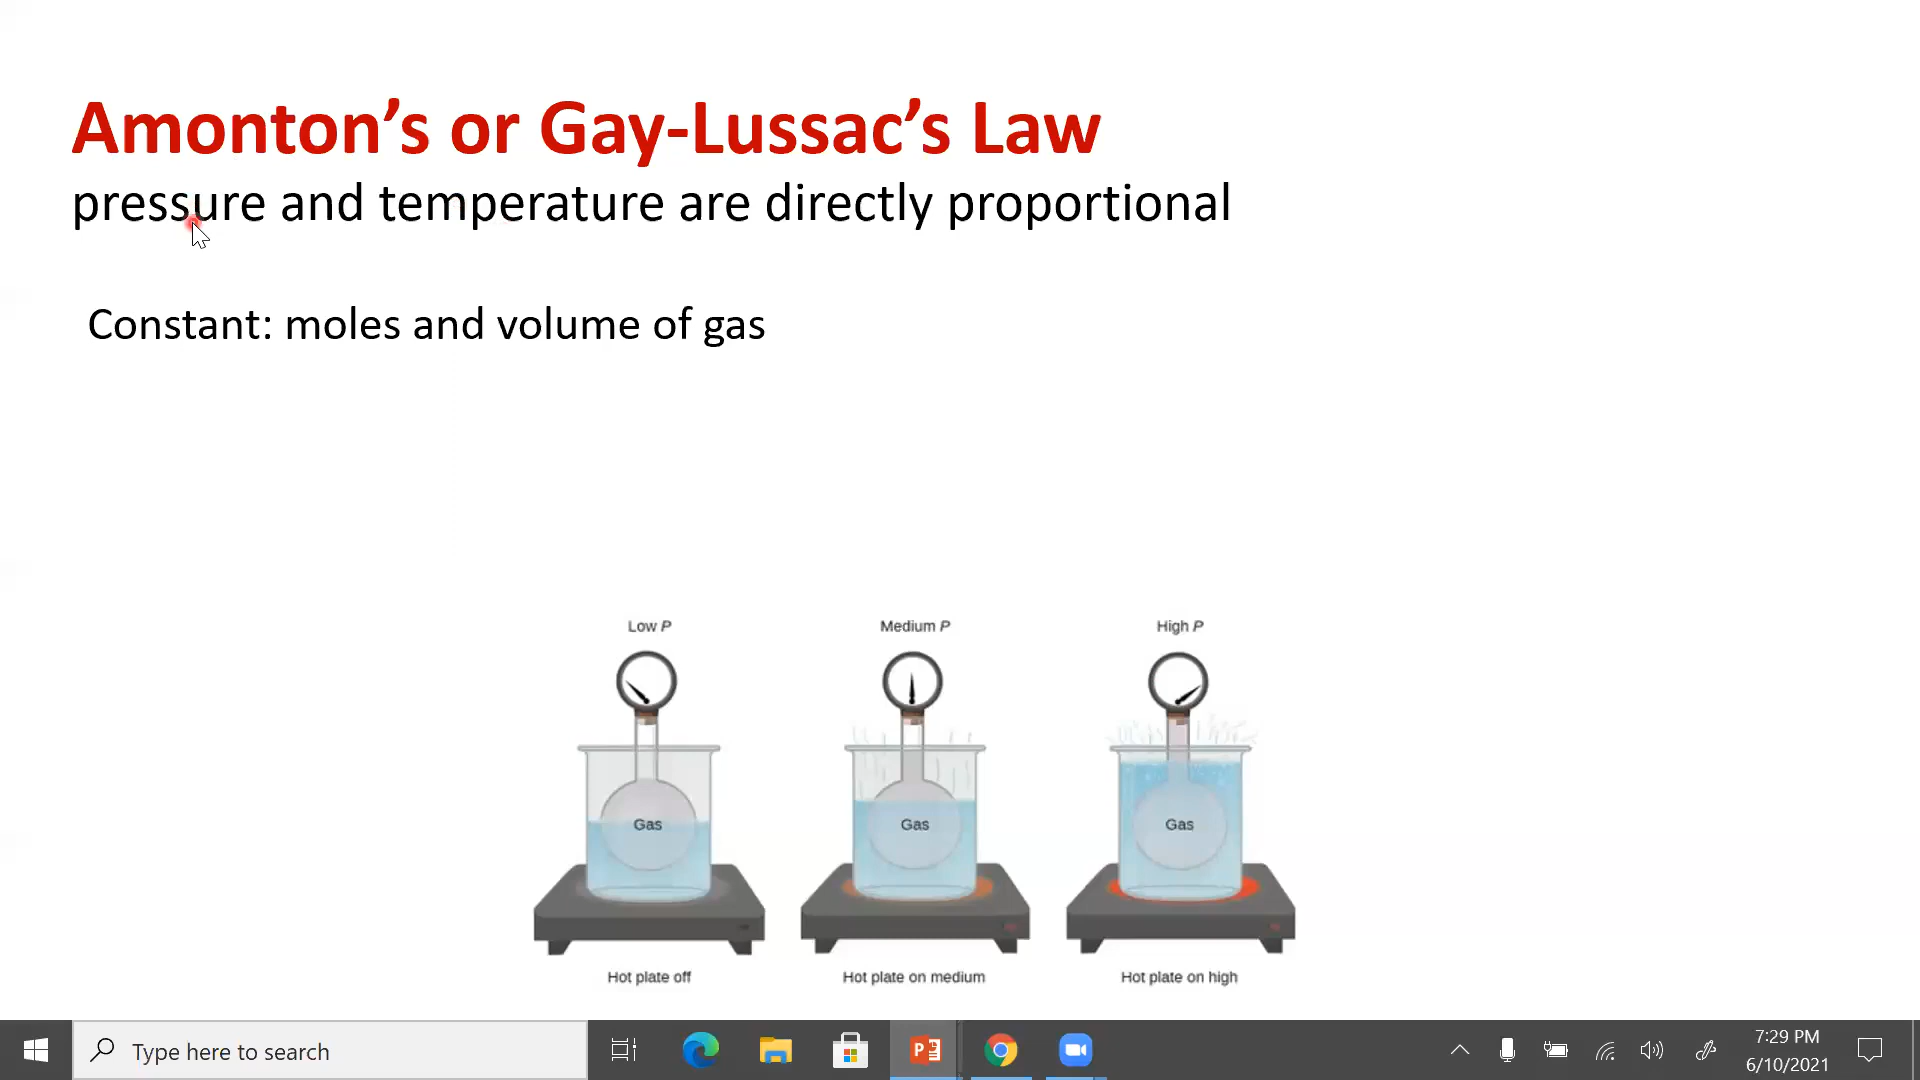 Amonton’s or Gay-Lussac’s Law
pressure and temperature are directly proportional
Constant: moles and volume of gas
Low P
Medium P
High P
Gas
Gas
Gas
Hot plate off
Hot plate on medium
Hot plate on high
Type here to search
7:29 PM
6/10/2021